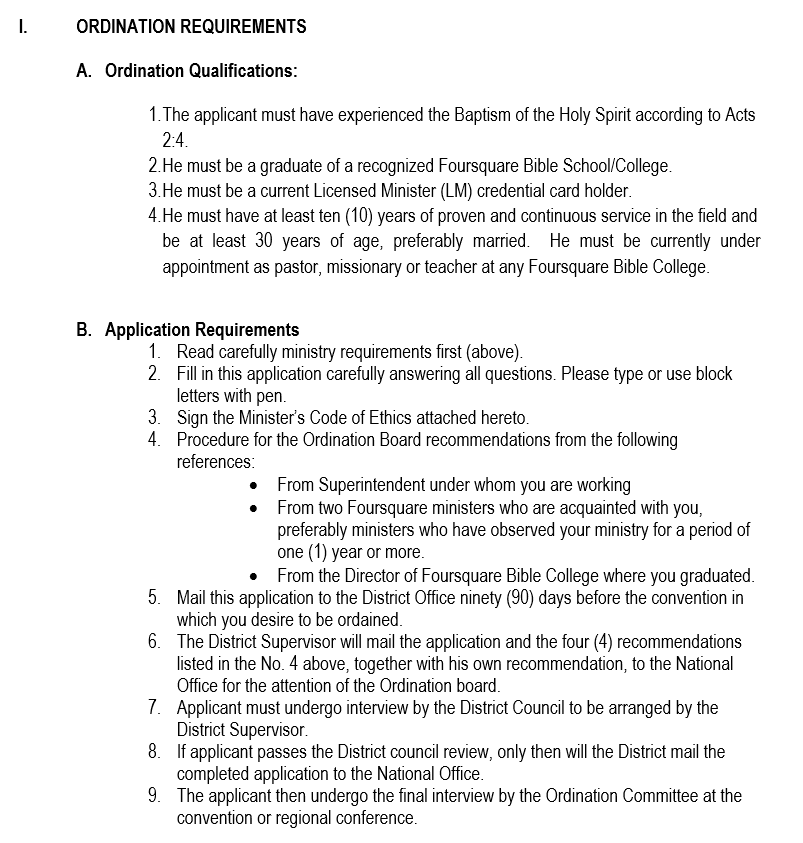 I. ORDINATION REQUIREMENTS
A. Ordination Qualifications:
1.The applicant must have experienced the Baptism of the Holy Spirit according to Acts
2:4.
2.He must be a graduate of a recognized Foursquare Bible School/College.
3.He must be a current Licensed Minister (LM) credential card holder.
4.He must have at least ten (10) years of proven and continuous service in the field and
be at least 30 years of age, preferably married. He must be currently under
appointment as pastor, missionary or teacher at any Foursquare Bible College.
B. Application Requirements
1. Read carefully ministry requirements first (above).
2. Fill in this application carefully answering all questions. Please type or use block
letters with pen.
3. Sign the Minister's Code of Ethics attached hereto.
4. Procedure for the Ordination Board recommendations from the following
references:
• From Superintendent under whom you are working
• From two Foursquare ministers who are acquainted with you,
preferably ministers who have observed your ministry for a period of
one (1) year or more.
• From the Director of Foursquare Bible College where you graduated.
5. Mail this application to the District Office ninety (90) days before the convention in
which you desire to be ordained.
6. The District Supervisor will mail the application and the four (4) recommendations
listed in the No. 4 above, together with his own recommendation, to the National
Office for the attention of the Ordination board.
7. Applicant must undergo interview by the District Council to be arranged by the
District Supervisor.
8. If applicant passes the District council review, only then will the District mail the
completed application to the National Office.
9. The applicant then undergo the final interview by the Ordination Committee at the
convention or regional conference.